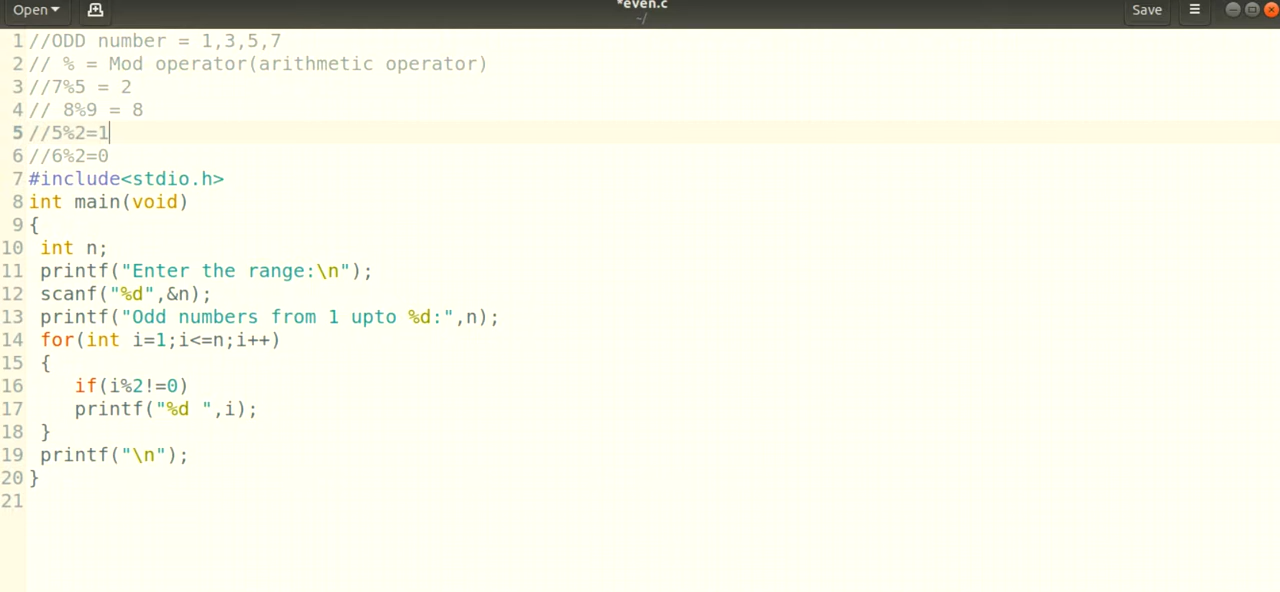 Open
*even.c
~/
Save
1 //ODD number = 1,3,5,7
2 // % = Mod operator(arithmetic operator)
3 //7%5 = 2
4 // 8%9 = 8
5 //5%2=1
6 //6%2=0
7 #include<stdio.h>
8 int main(void)
9 {
10  int n;
11  printf("Enter the range:\n");
12  scanf("%d",&n);
13  printf("Odd numbers from 1 upto %d:",n);
14  for(int i=1;i<=n;i++)
15  {
16     if(i%2!=0)
17     printf("%d ",i);
18  }
19  printf("\n");
20 }
21